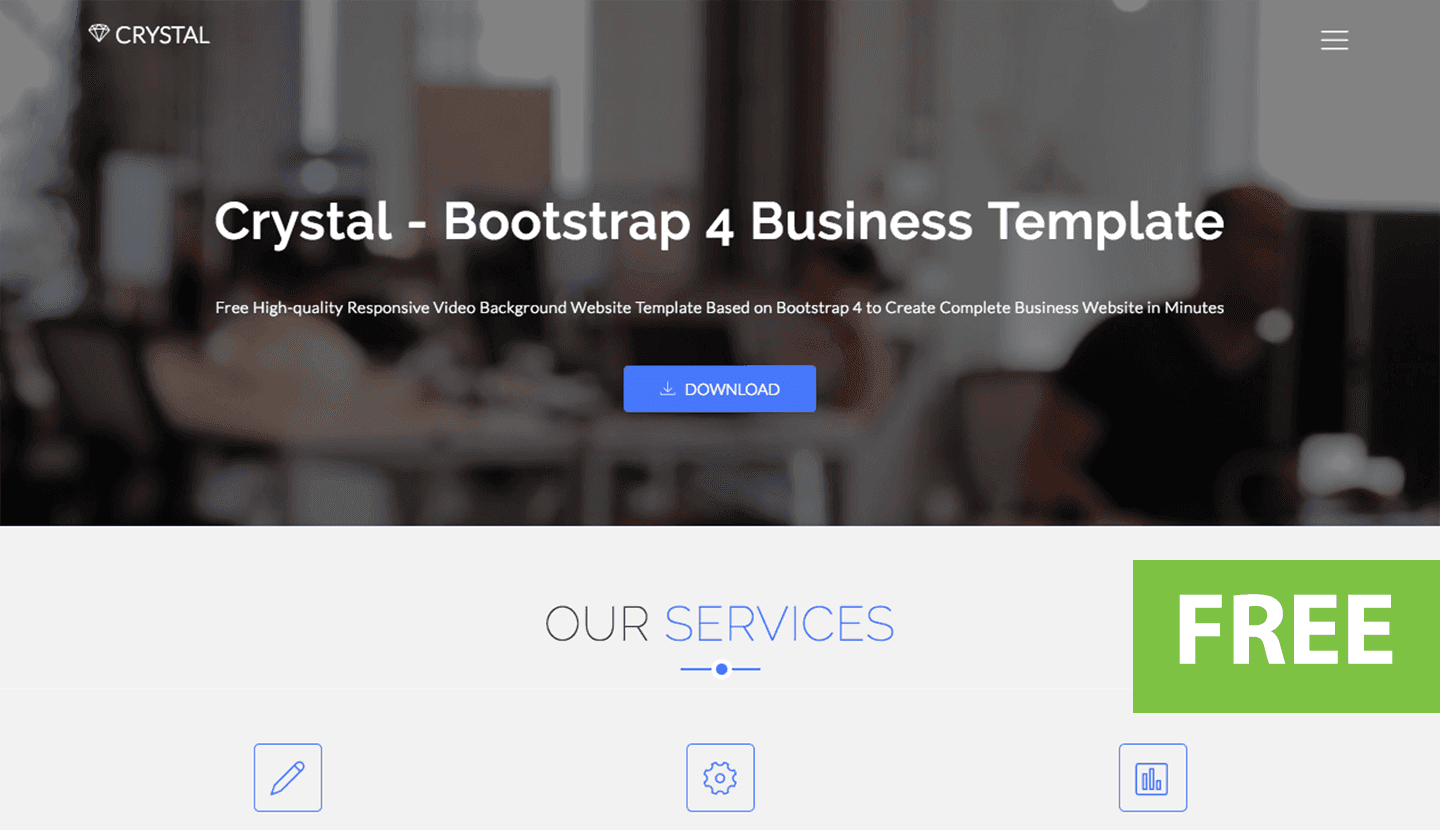 CRYSTAL
Crystal - Bootstrap 4 Business Template
Free High-quality Responsive Video Background Website Template Based on Bootstrap 4 to Create Complete Business Website in Minutes
DOWNLOAD
OUR SERVICES
FREE